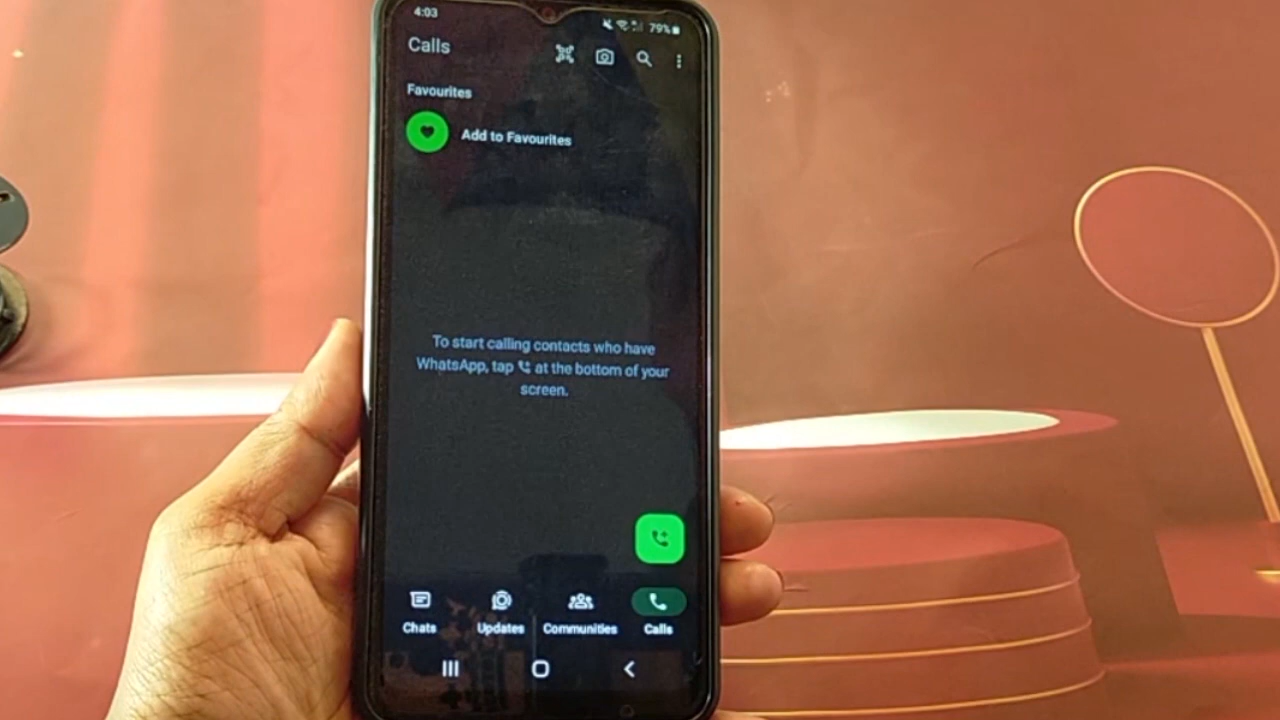 4:03
79%
Calls
Favourites
Add to Favourites
To start calling contacts who have
WhatsApp, tap at the bottom of your
screen.
Chats
Updates
Communities
Calls